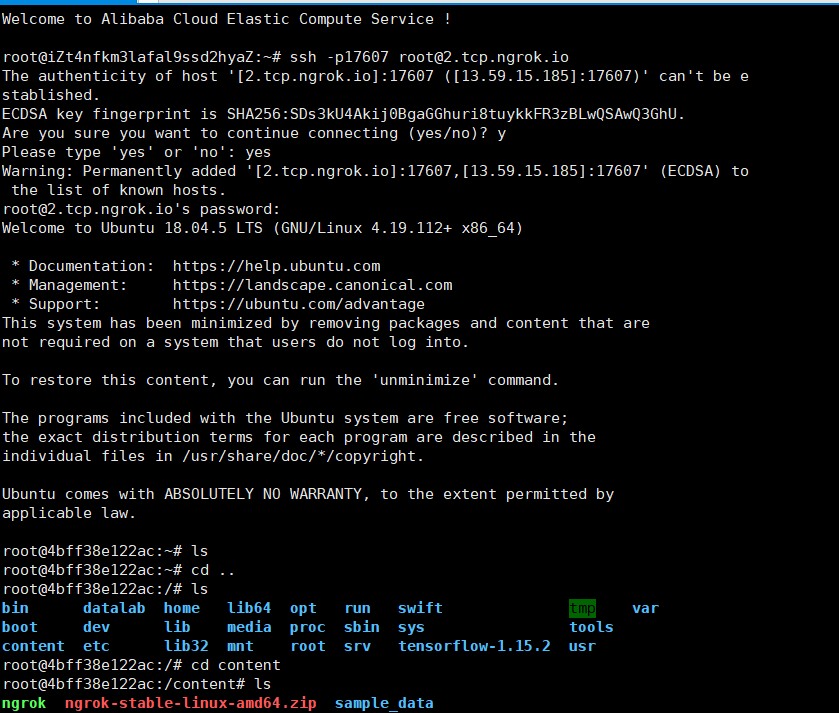 Welcome to Alibaba Cloud Elastic Compute Service !
root@iZt4nfkm3lafal9ssd2hyaZ:~# ssh -p17607 root@2.tcp.ngrok.io
The authenticity of host '[2.tcp.ngrok.io]:17607 ([13.59.15.185]:17607)' can't be e
stablished.
ECDSA key fingerprint is SHA256:SDs3kU4Akij0BgaGGhuri8tuykkFR3zBLwQSAwQ3GhU.
Are you sure you want to continue connecting (yes/no)? y
Please type 'yes' or 'no': yes
Warning: Permanently added '[2.tcp.ngrok.io]:17607,[13.59.15.185]:17607' (ECDSA) to
 the list of known hosts.
root@2.tcp.ngrok.io's password:
Welcome to Ubuntu 18.04.5 LTS (GNU/Linux 4.19.112+ x86_64)
 * Documentation:  https://help.ubuntu.com
 * Management:     https://landscape.canonical.com
 * Support:        https://ubuntu.com/advantage
This system has been minimized by removing packages and content that are
not required on a system that users do not log into.
To restore this content, you can run the 'unminimize' command.
The programs included with the Ubuntu system are free software;
the exact distribution terms for each program are described in the
individual files in /usr/share/doc/*/copyright.
Ubuntu comes with ABSOLUTELY NO WARRANTY, to the extent permitted by
applicable law.
root@4bff38e122ac:~# ls
root@4bff38e122ac:~# cd ..
root@4bff38e122ac:/# ls
bin      datalab  home   lib64  opt   run   swift              tmp    var
boot     dev      lib    media  proc  sbin  sys                tools
content  etc      lib32  mnt    root  srv   tensorflow-1.15.2  usr
root@4bff38e122ac:/# cd content
root@4bff38e122ac:/content# ls
ngrok  ngrok-stable-linux-amd64.zip  sample_data